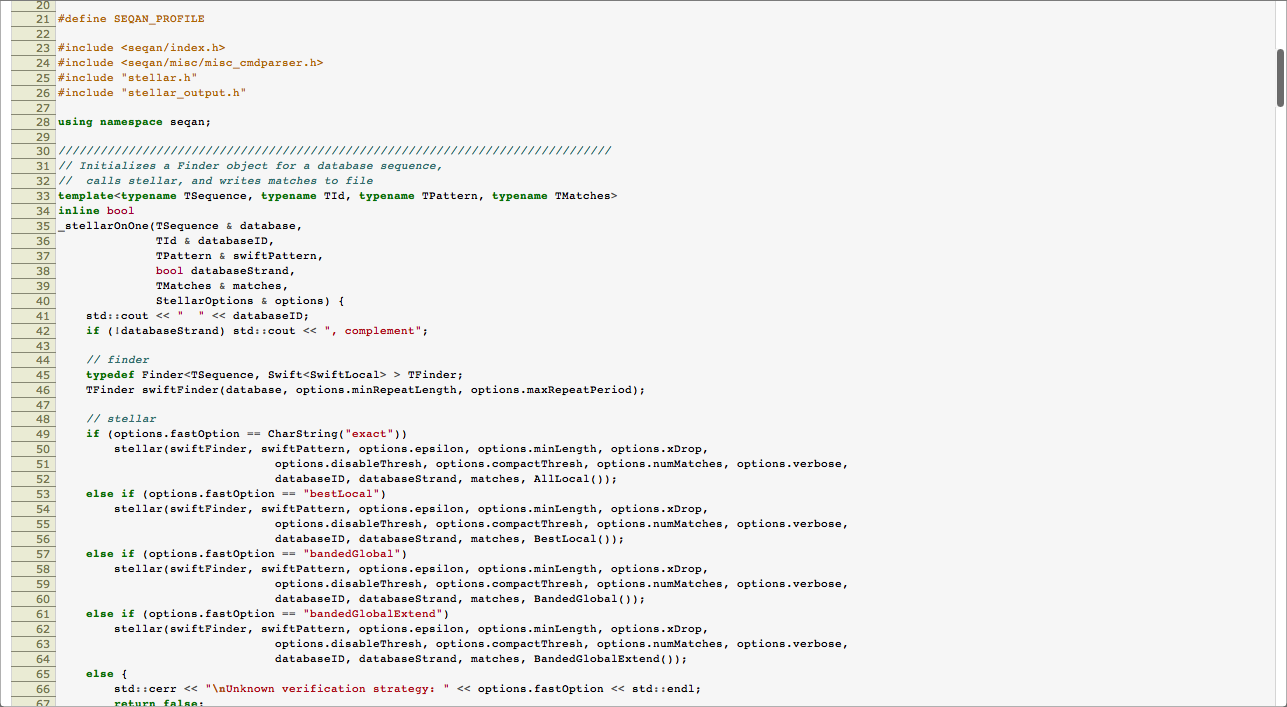 20
21 #define SEQAN_PROFILE
22
23 #include <seqan/index.h>
24 #include <seqan/misc/misc_cmdparser.h>
25 #include "stellar.h"
26 #include "stellar_output.h"
27
28 using namespace seqan;
29
30 ///////////////////////////////////////////////////////////////////////////////
31 // Initializes a Finder object for a database sequence,
32 //  calls stellar, and writes matches to file
33 template<typename TSequence, typename TId, typename TPattern, typename TMatches>
34 inline bool
35 _stellarOnOne(TSequence & database,
36               TId & databaseID,
37               TPattern & swiftPattern,
38               bool databaseStrand,
39               TMatches & matches,
40               StellarOptions & options) {
41     std::cout << "  " << databaseID;
42     if (!databaseStrand) std::cout << ", complement";
43
44     // finder
45     typedef Finder<TSequence, Swift<SwiftLocal> > TFinder;
46     TFinder swiftFinder(database, options.minRepeatLength, options.maxRepeatPeriod);
47
48     // stellar
49     if (options.fastOption == CharString("exact"))
50         stellar(swiftFinder, swiftPattern, options.epsilon, options.minLength, options.xDrop,
51                                options.disableThresh, options.compactThresh, options.numMatches, options.verbose,
52                                databaseID, databaseStrand, matches, AllLocal());
53     else if (options.fastOption == "bestLocal")
54         stellar(swiftFinder, swiftPattern, options.epsilon, options.minLength, options.xDrop,
55                                options.disableThresh, options.compactThresh, options.numMatches, options.verbose,
56                                databaseID, databaseStrand, matches, BestLocal());
57     else if (options.fastOption == "bandedGlobal")
58         stellar(swiftFinder, swiftPattern, options.epsilon, options.minLength, options.xDrop,
59                                options.disableThresh, options.compactThresh, options.numMatches, options.verbose,
60                                databaseID, databaseStrand, matches, BandedGlobal());
61     else if (options.fastOption == "bandedGlobalExtend")
62         stellar(swiftFinder, swiftPattern, options.epsilon, options.minLength, options.xDrop,
63                                options.disableThresh, options.compactThresh, options.numMatches, options.verbose,
64                                databaseID, databaseStrand, matches, BandedGlobalExtend());
65     else {
66         std::cerr << "\nUnknown verification strategy: " << options.fastOption << std::endl;
67         return false;